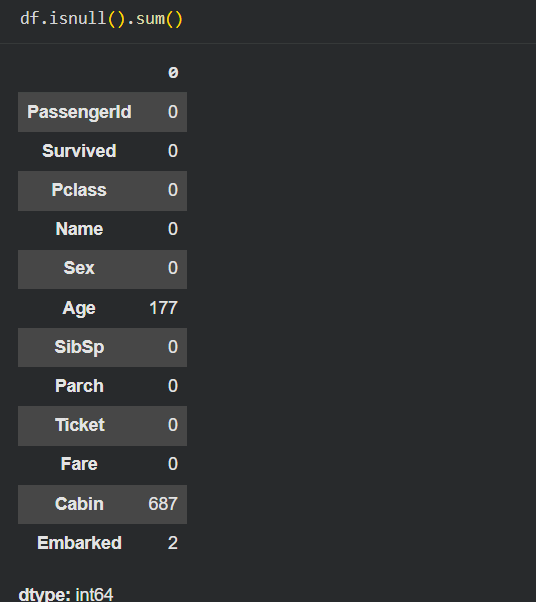 df.isnull().sum()
0
PassengerId 0
Survived 0
Pclass 0
Name 0
Sex 0
Age 177
SibSp 0
Parch 0
Ticket 0
Fare 0
Cabin 687
Embarked 2
dtype: int64